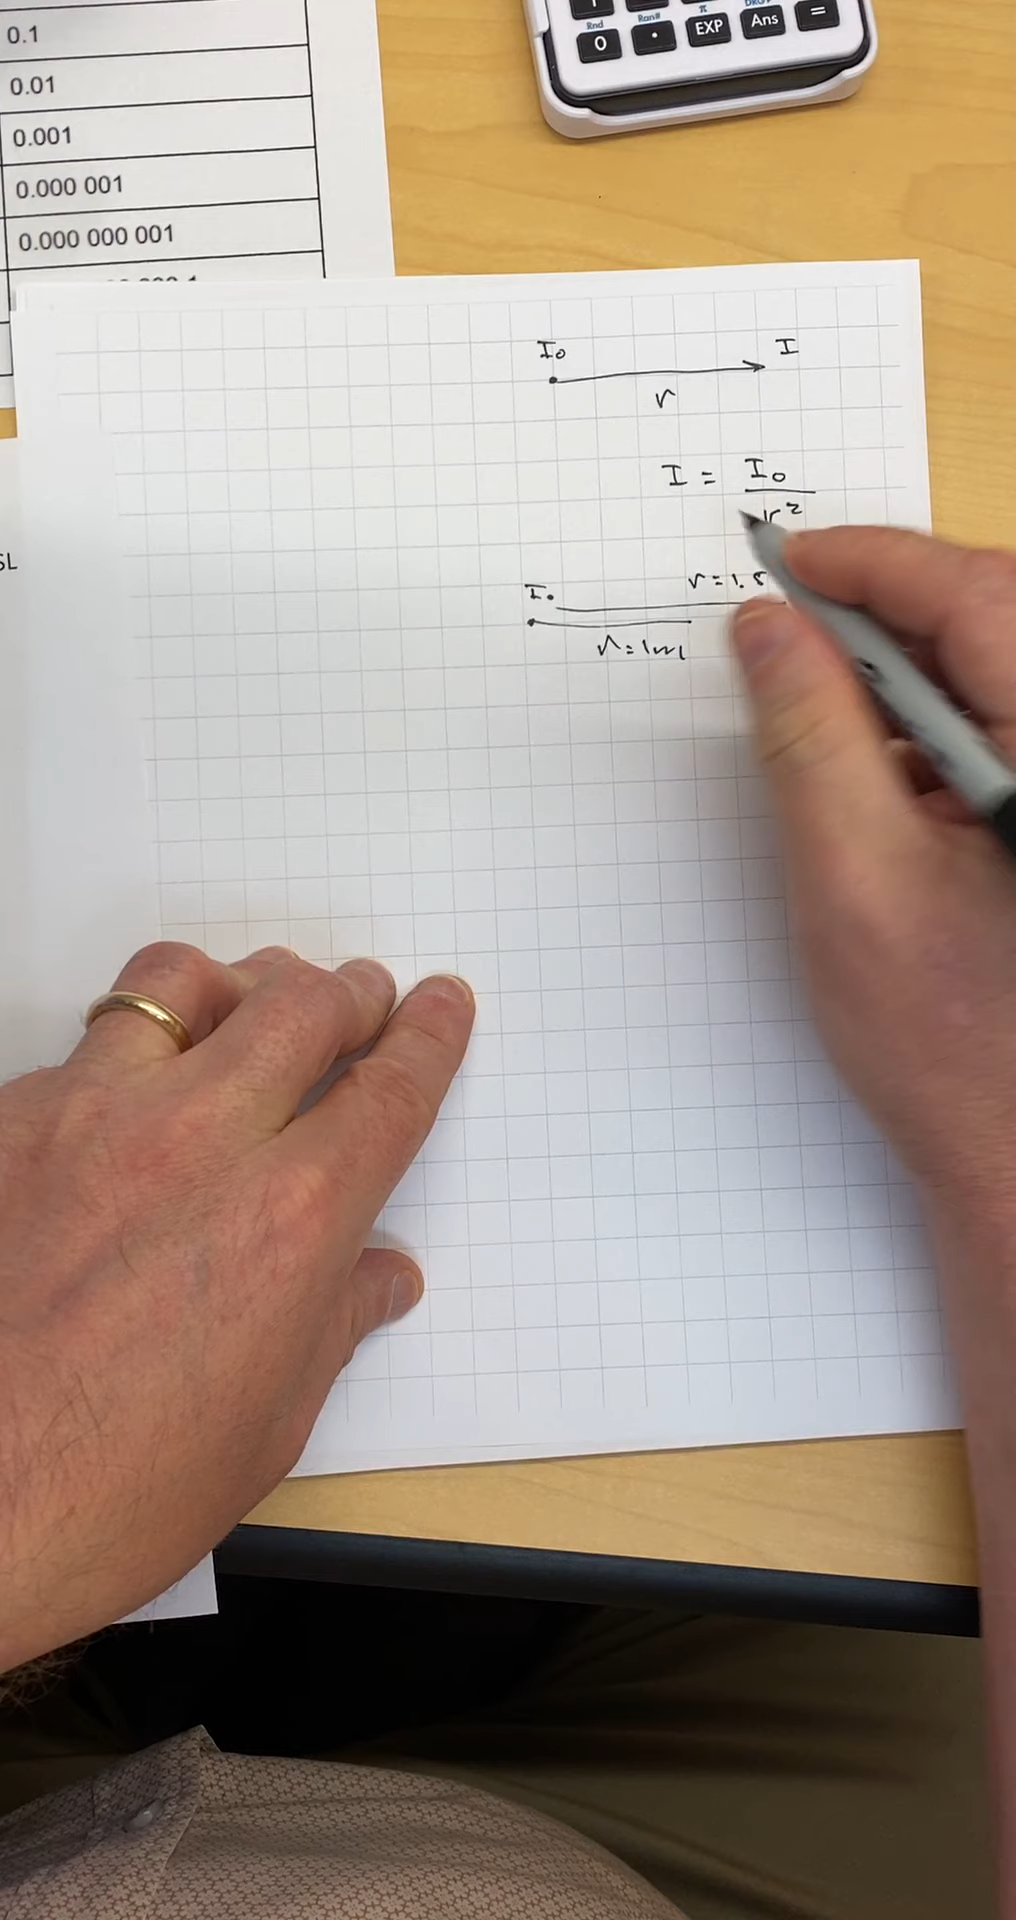 0.1
0.01
0.001
0.000 001
0.000 000 001
Rnd Ran# π
0 · EXP Ans =
SL
I₀ I
r
I = I₀
r²
I₀ r = 1.5
r = 1m